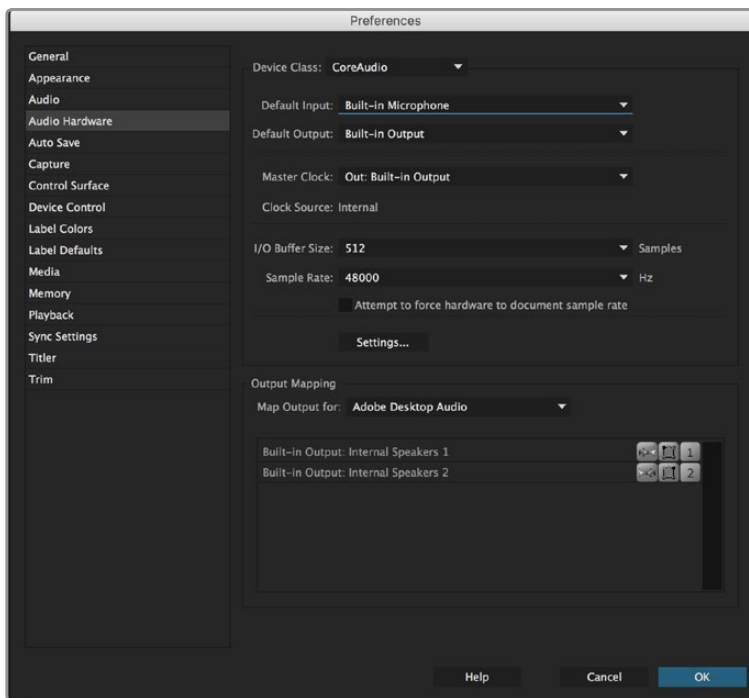 Preferences
General
Appearance
Audio
Audio Hardware
Auto Save
Capture
Control Surface
Device Control
Label Colors
Label Defaults
Media
Memory
Playback
Sync Settings
Titler
Trim
Device Class: CoreAudio
Default Input: Built-in Microphone
Default Output: Built-in Output
Master Clock: Out: Built-in Output
Clock Source: Internal
I/O Buffer Size: 512 Samples
Sample Rate: 48000 Hz
Attempt to force hardware to document sample rate
Settings...
Output Mapping
Map Output for: Adobe Desktop Audio
Built-in Output: Internal Speakers 1 1
Built-in Output: Internal Speakers 2 2
Help Cancel OK